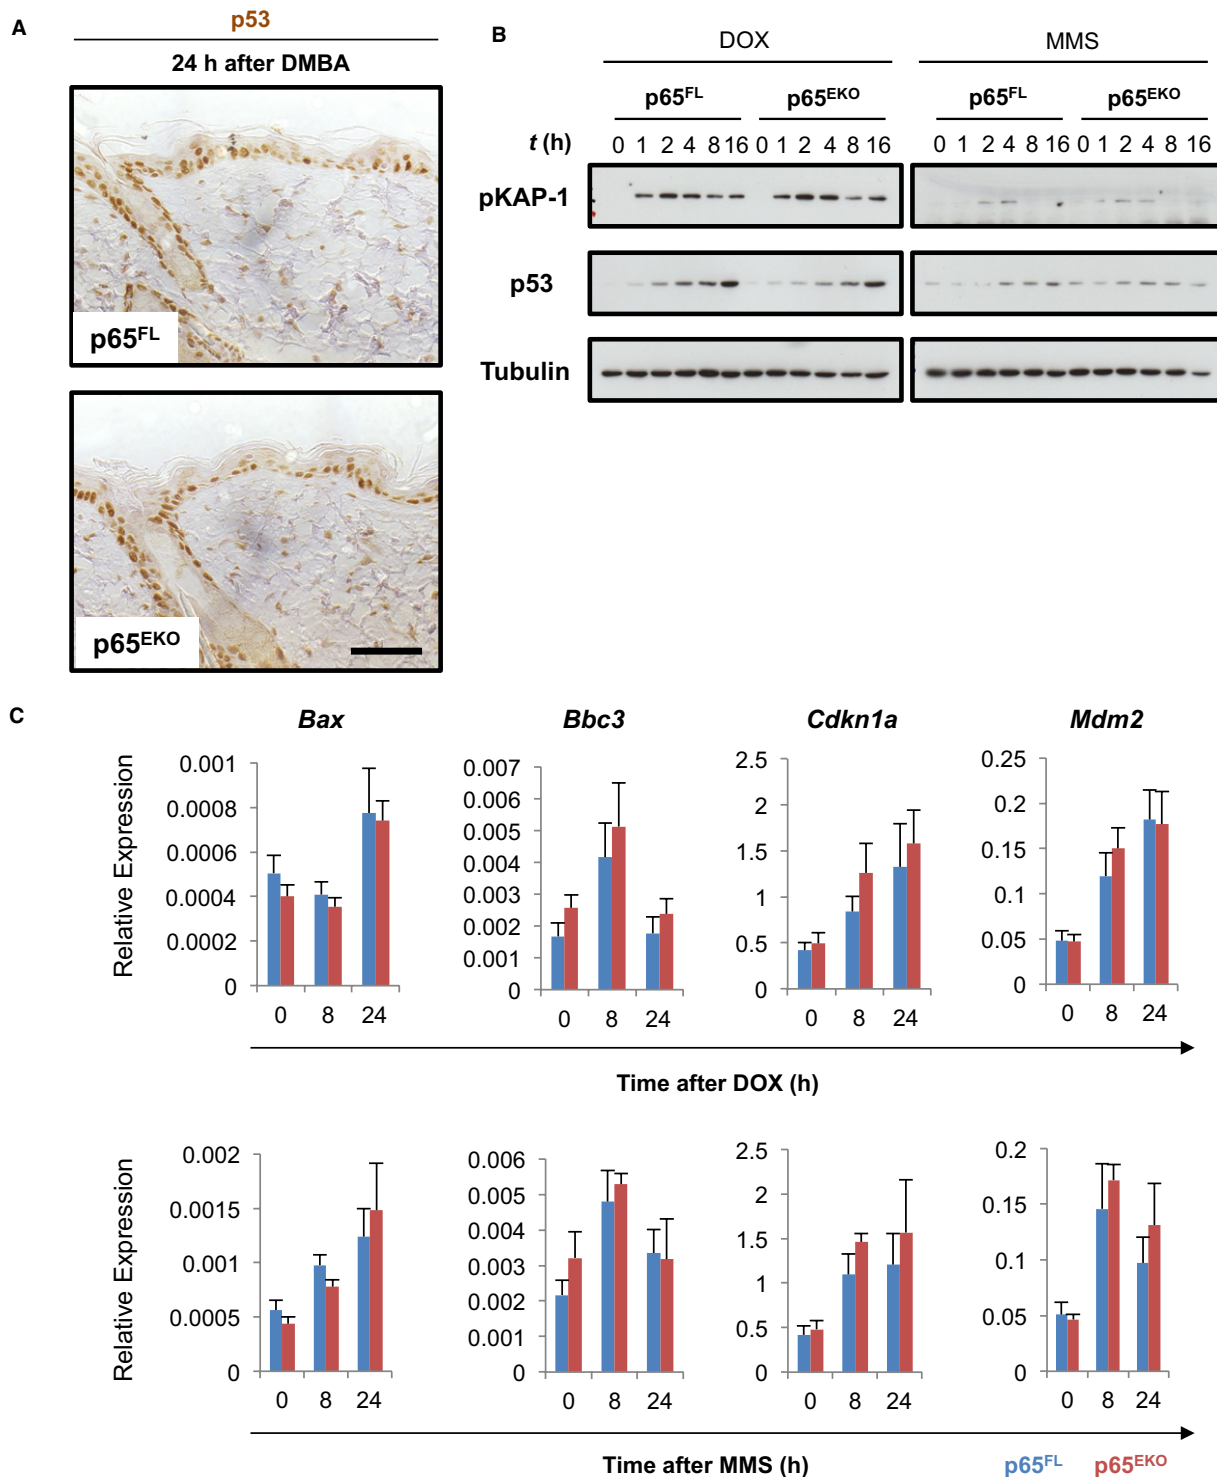 A
p53
24 h after DMBA
p65FL
p65EKO
B
DOX MMS
p65FL p65EKO p65FL p65EKO
t (h) 0 1 2 4 8 16 0 1 2 4 8 16 0 1 2 4 8 16 0 1 2 4 8 16
pKAP-1
p53
Tubulin
C
Bax Bbc3 Cdkn1a Mdm2
Relative Expression
0.001
0.0008
0.0006
0.0004
0.0002
0
0 8 24
0.007
0.006
0.005
0.004
0.003
0.002
0.001
0
0 8 24
2.5
2
1.5
1
0.5
0
0 8 24
0.25
0.2
0.15
0.1
0.05
0
0 8 24
Time after DOX (h)
Relative Expression
0.002
0.0015
0.001
0.0005
0
0 8 24
0.006
0.005
0.004
0.003
0.002
0.001
0
0 8 24
2.5
2
1.5
1
0.5
0
0 8 24
0.2
0.15
0.1
0.05
0
0 8 24
Time after MMS (h)
p65FL p65EKO